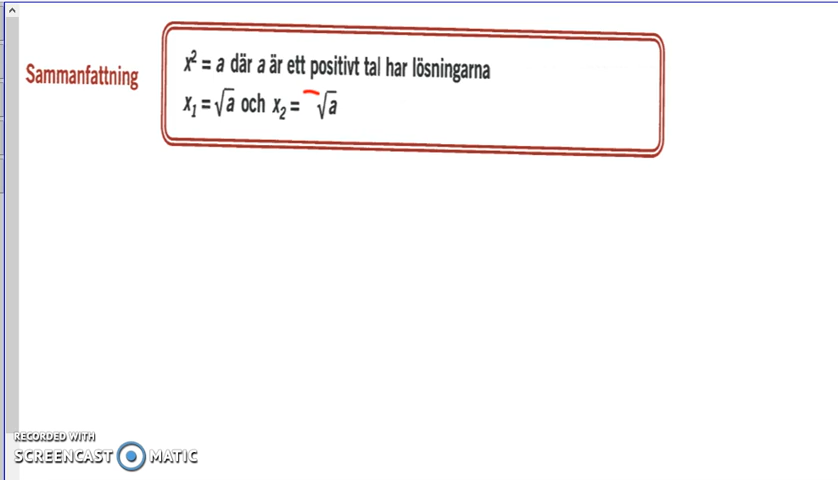 Sammanfattning
x² = a där a är ett positivt tal har lösningarna
x₁ = √a och x₂ = −√a
RECORDED WITH
SCREENCAST MATIC